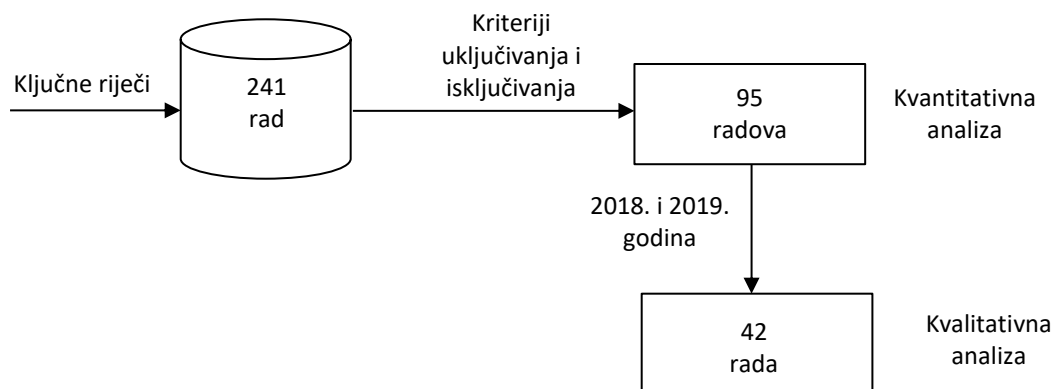 Ključne riječi
241
rad
Kriteriji
uključivanja i
isključivanja
95
radova
Kvantitativna
analiza
2018. i 2019.
godina
42
rada
Kvalitativna
analiza